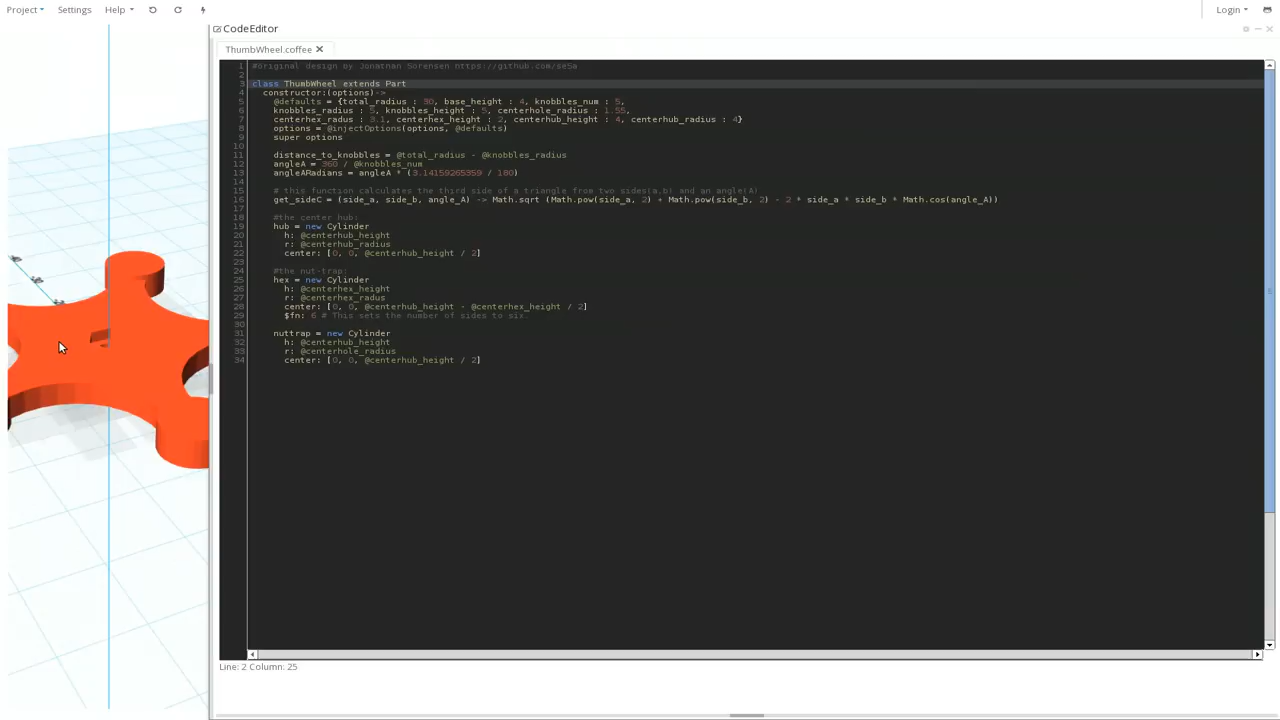 Project Settings Help Login
CodeEditor
ThumbWheel.coffee
1 #original design by Jonathan Sorensen https://github.com/se5a
2
3 class ThumbWheel extends Part
4 constructor:(options)->
5 @defaults = {total_radius : 30, base_height : 4, knobbles_num : 5,
6 knobbles_radius : 5, knobbles_height : 5, centerhole_radius : 1.55,
7 centerhex_radus : 3.1, centerhex_height : 2, centerhub_height : 4, centerhub_radius : 4}
8 options = @injectOptions(options, @defaults)
9 super options
10
11 distance_to_knobbles = @total_radius - @knobbles_radius
12 angleA = 360 / @knobbles_num
13 angleARadians = angleA * (3.14159265359 / 180)
14
15 # this function calculates the third side of a triangle from two sides(a,b) and an angle(A)
16 get_sideC = (side_a, side_b, angle_A) -> Math.sqrt (Math.pow(side_a, 2) + Math.pow(side_b, 2) - 2 * side_a * side_b * Math.cos(angle_A))
17
18 #the center hub:
19 hub = new Cylinder
20 h: @centerhub_height
21 r: @centerhub_radius
22 center: [0, 0, @centerhub_height / 2]
23
24 #the nut-trap:
25 hex = new Cylinder
26 h: @centerhex_height
27 r: @centerhex_radus
28 center: [0, 0, @centerhub_height - @centerhex_height / 2]
29 $fn: 6 # This sets the number of sides to six.
30
31 nuttrap = new Cylinder
32 h: @centerhub_height
33 r: @centerhole_radius
34 center: [0, 0, @centerhub_height / 2]
Line: 2 Column: 25